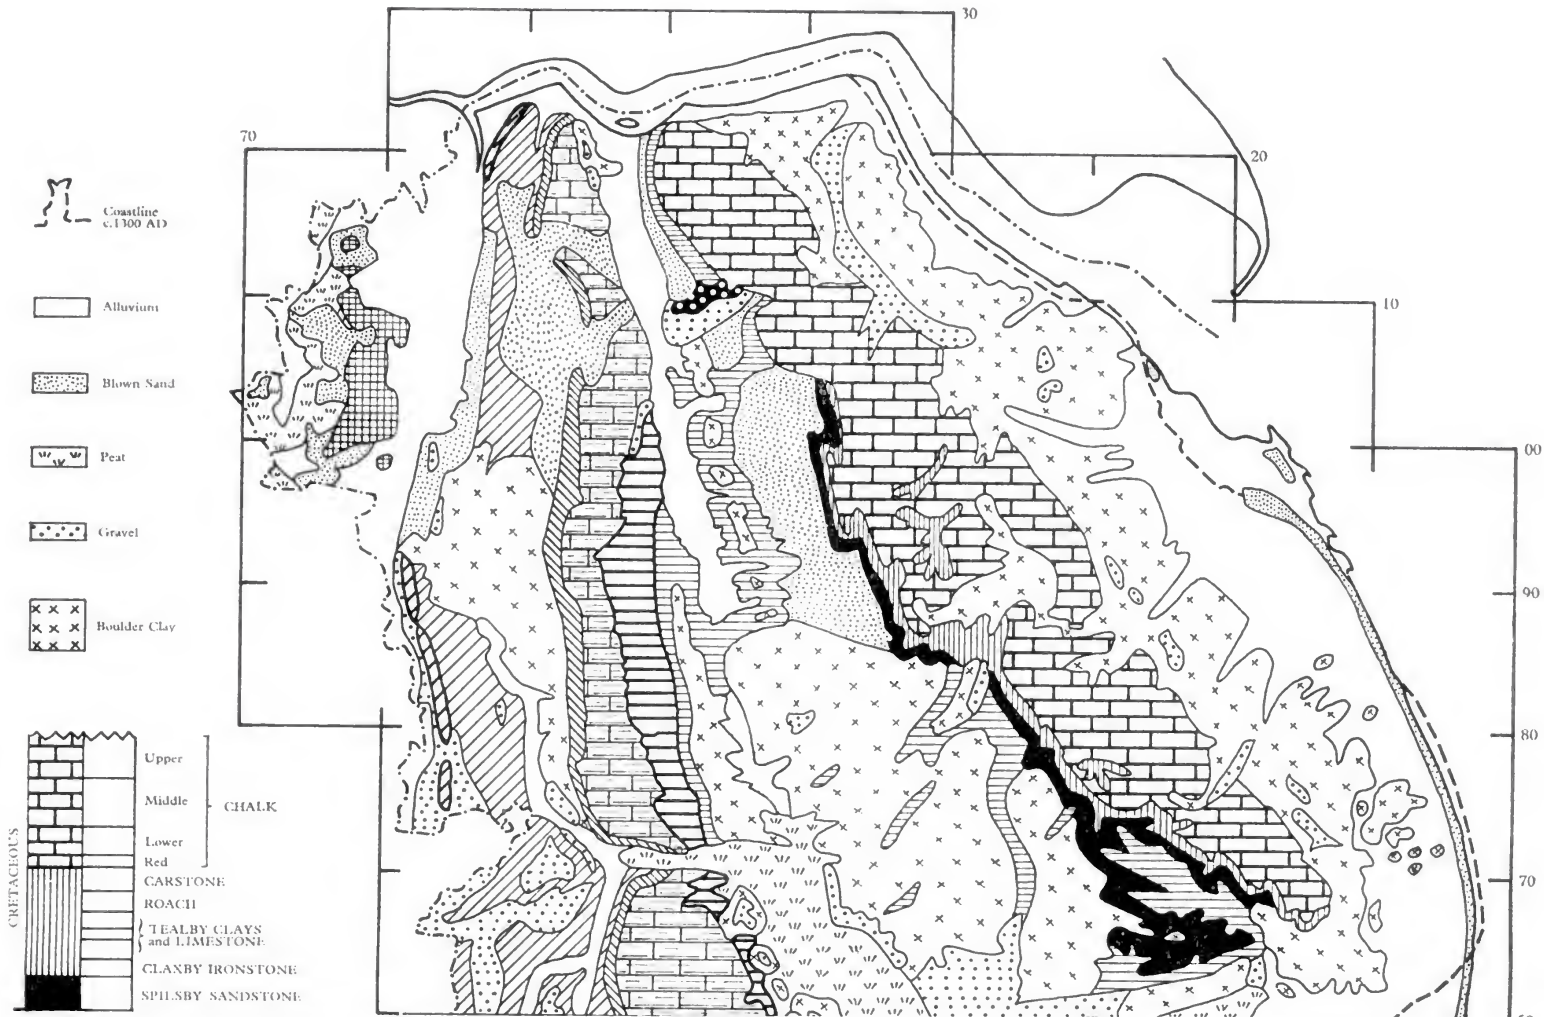 30
70
20
Coastline
c.1300 AD
Alluvium
10
Blown Sand
Peat
00
Gravel
90
Boulder Clay
80
Upper
Middle
CHALK
Lower
Red
CRETACEOUS
CARSTONE
70
ROACH
TEALBY CLAYS
and LIMESTONE
CLAXBY IRONSTONE
SPILSBY SANDSTONE